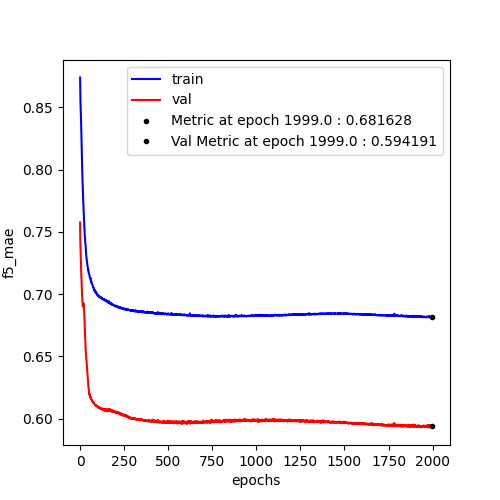 train
val
Metric at epoch 1999.0 : 0.681628
Val Metric at epoch 1999.0 : 0.594191
0.85
0.80
0.75
0.70
0.65
0.60
f5_mae
0 250 500 750 1000 1250 1500 1750 2000
epochs